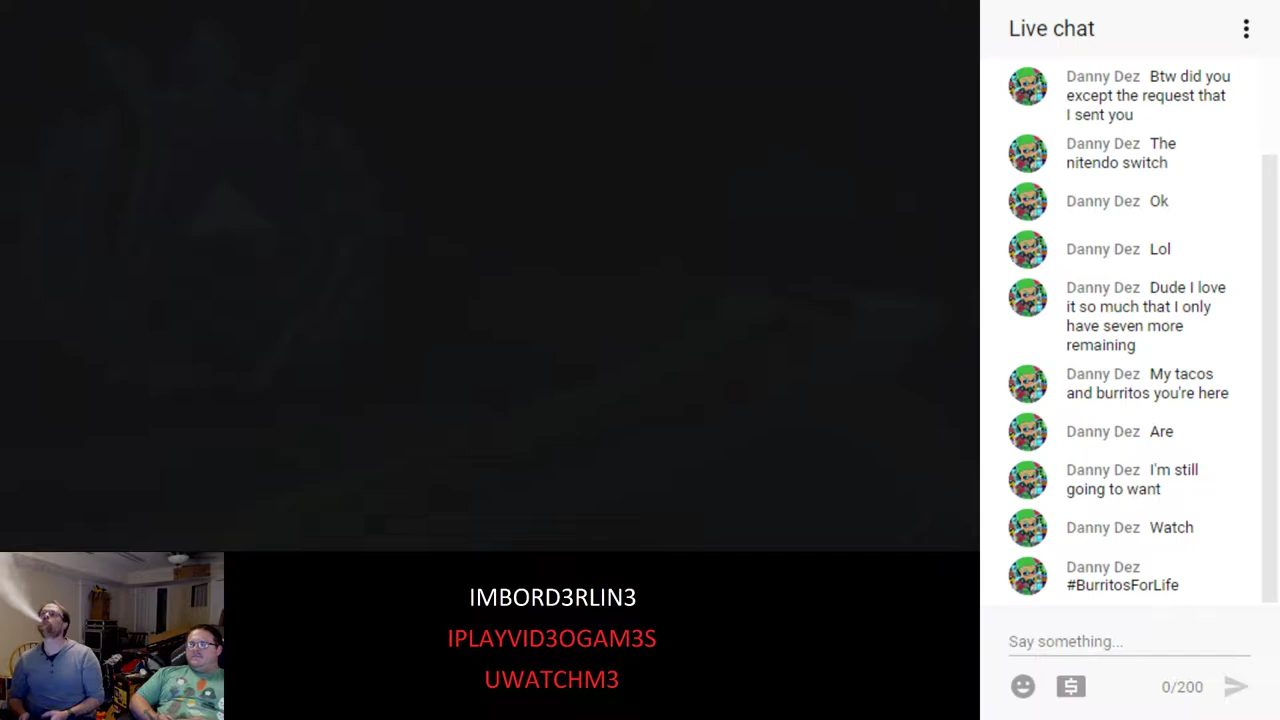 Live chat
Danny Dez Btw did you
except the request that
I sent you
Danny Dez The
nitendo switch
Danny Dez Ok
Danny Dez Lol
Danny Dez Dude I love
it so much that I only
have seven more
remaining
Danny Dez My tacos
and burritos you're here
Danny Dez Are
Danny Dez I'm still
going to want
Danny Dez Watch
Danny Dez
#BurritosForLife
Say something...
0/200
IMBORD3RLIN3
IPLAYVID3OGAM3S
UWATCHM3